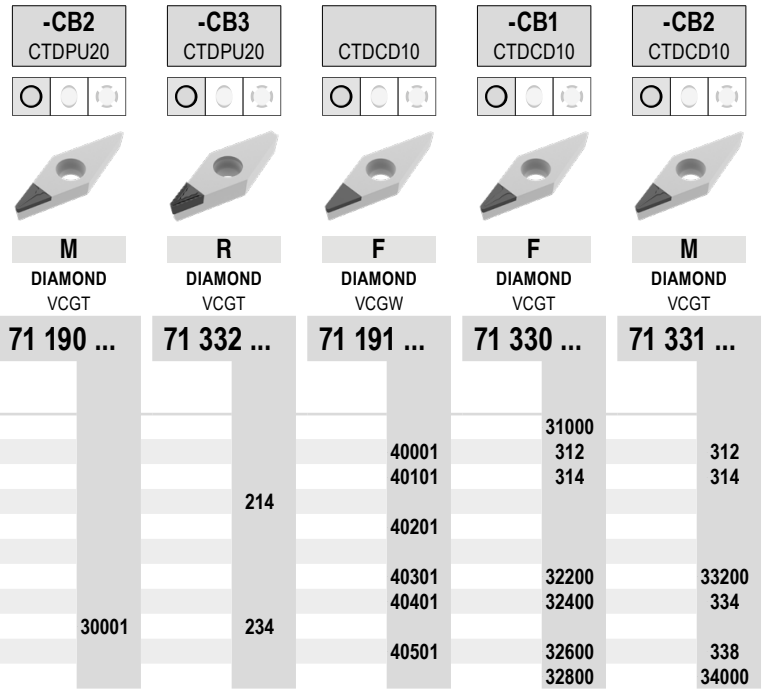 -CB2 -CB3 -CB1 -CB2
CTDPU20 CTDPU20 CTDCD10 CTDCD10 CTDCD10
M R F F M
DIAMOND DIAMOND DIAMOND DIAMOND DIAMOND
VCGT VCGT VCGW VCGT VCGT
71 190 ... 71 332 ... 71 191 ... 71 330 ... 71 331 ...
31000
40001 312 312
40101 314 314
214
40201
40301 32200 33200
40401 32400 334
30001 234
40501 32600 338
32800 34000